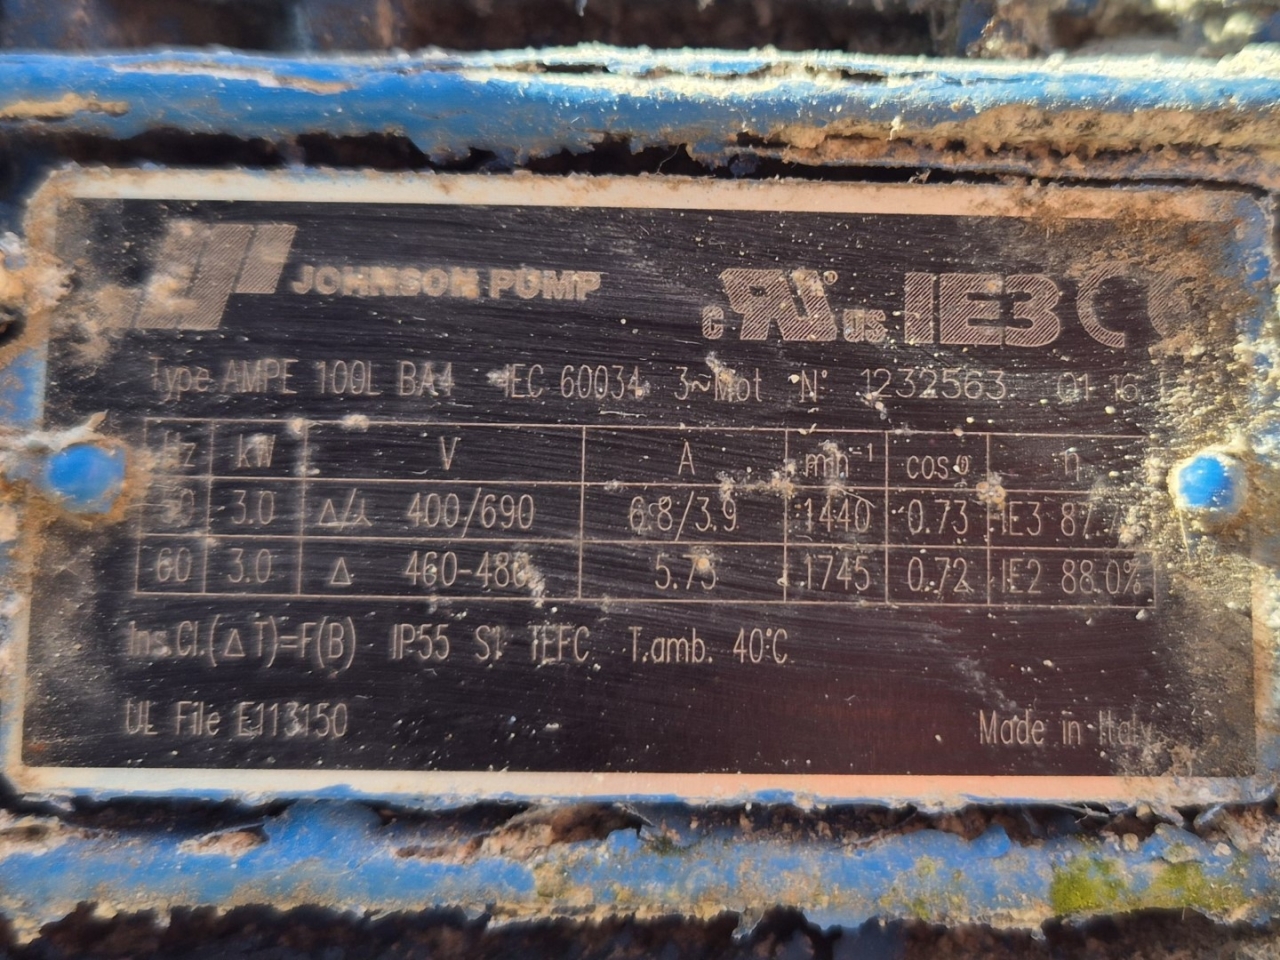 JOHNSON PUMP c UR® us IE3 CE
Type AMPE 100L BA4 IEC 60034 3~Mot N° 1232563 01 16
Hz kW V A min-1 cosφ η
50 3.0 Δ/⅄ 400/690 6.8/3.9 1440 0.73 IE3
60 3.0 Δ 460-480 5.75 1745 0.72 IE2 88.0%
Ins.Cl.(ΔT)=F(B) IP55 S1 TEFC T.amb. 40°C
UL File E113150 Made in Italy